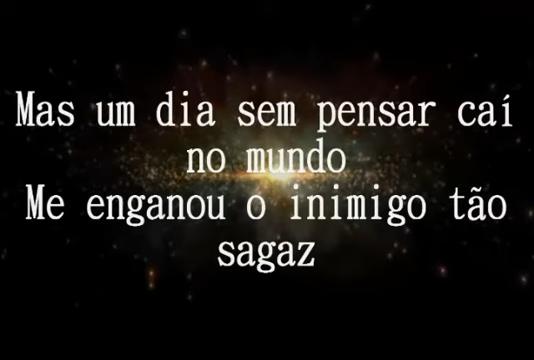 Mas um dia sem pensar caí
no mundo
Me enganou o inimigo tão
sagaz